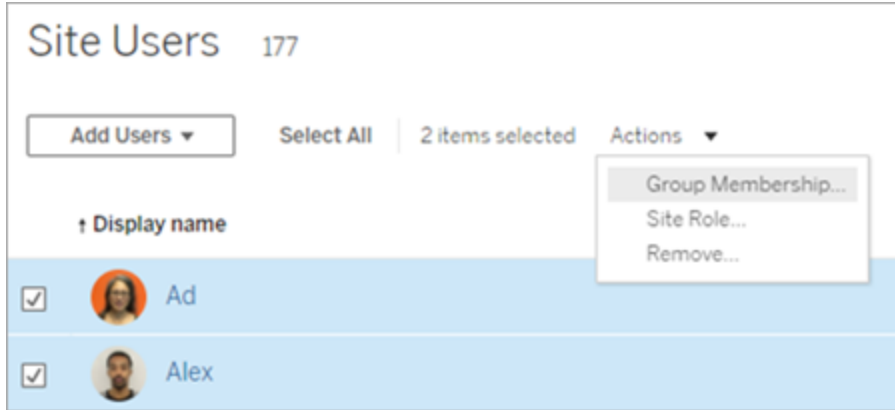 Site Users 177
Add Users Select All 2 items selected Actions
Group Membership...
Site Role...
Remove...
↑ Display name
Ad
Alex